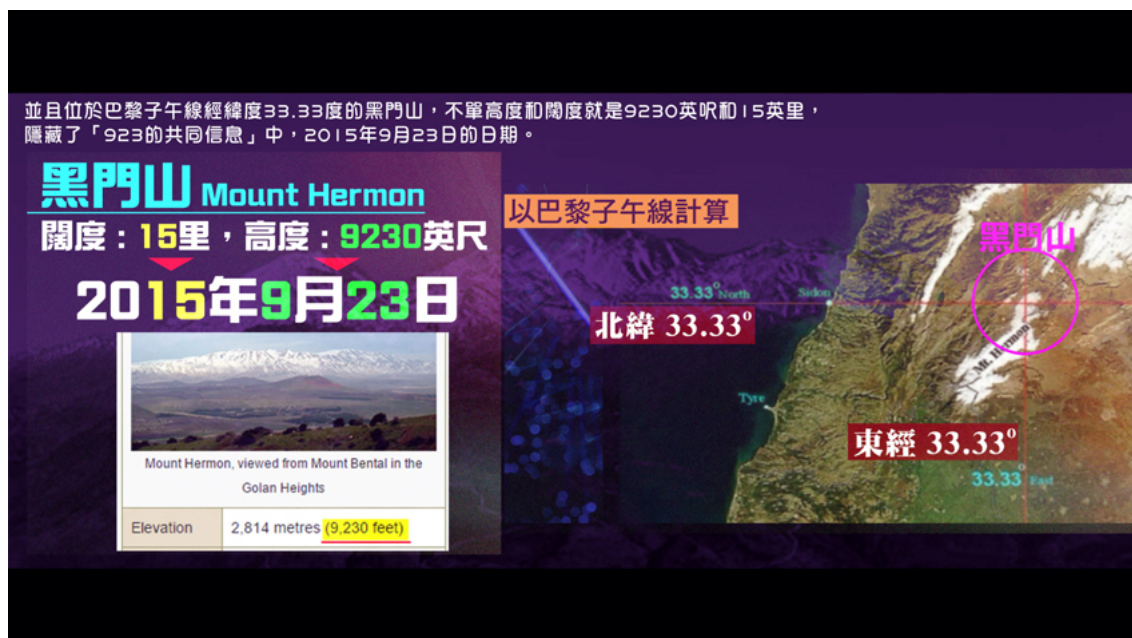 並且位於巴黎子午線經緯度33.33度的黑門山，不單高度和闊度就是9230英呎和15英里，
隱藏了「923的共同信息」中，2015年9月23日的日期。
黑門山 Mount Hermon
闊度：15里，高度：9230英尺
2015年9月23日
Mount Hermon, viewed from Mount Bental in the
Golan Heights
Elevation 2,814 metres (9,230 feet)
以巴黎子午線計算
黑門山
33.33° North Sidon
北緯 33.33°
Mt. Hermon
Tyre
東經 33.33°
33.33° East